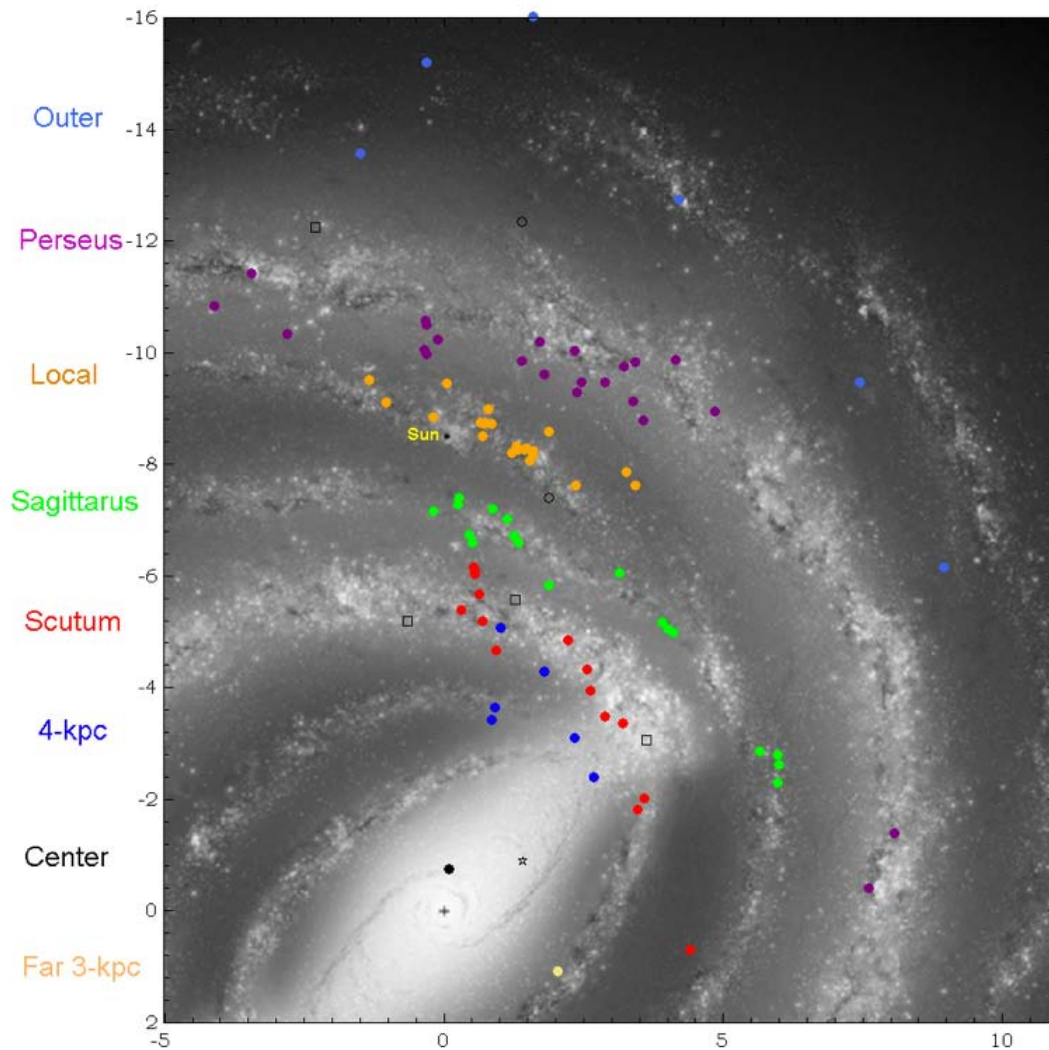 -16
Outer
-14
Perseus
-12
-10
Local
Sun
-8
Sagittarus
-6
Scutum
-4
4-kpc
-2
Center
0
Far 3-kpc
2
-5 0 5 10